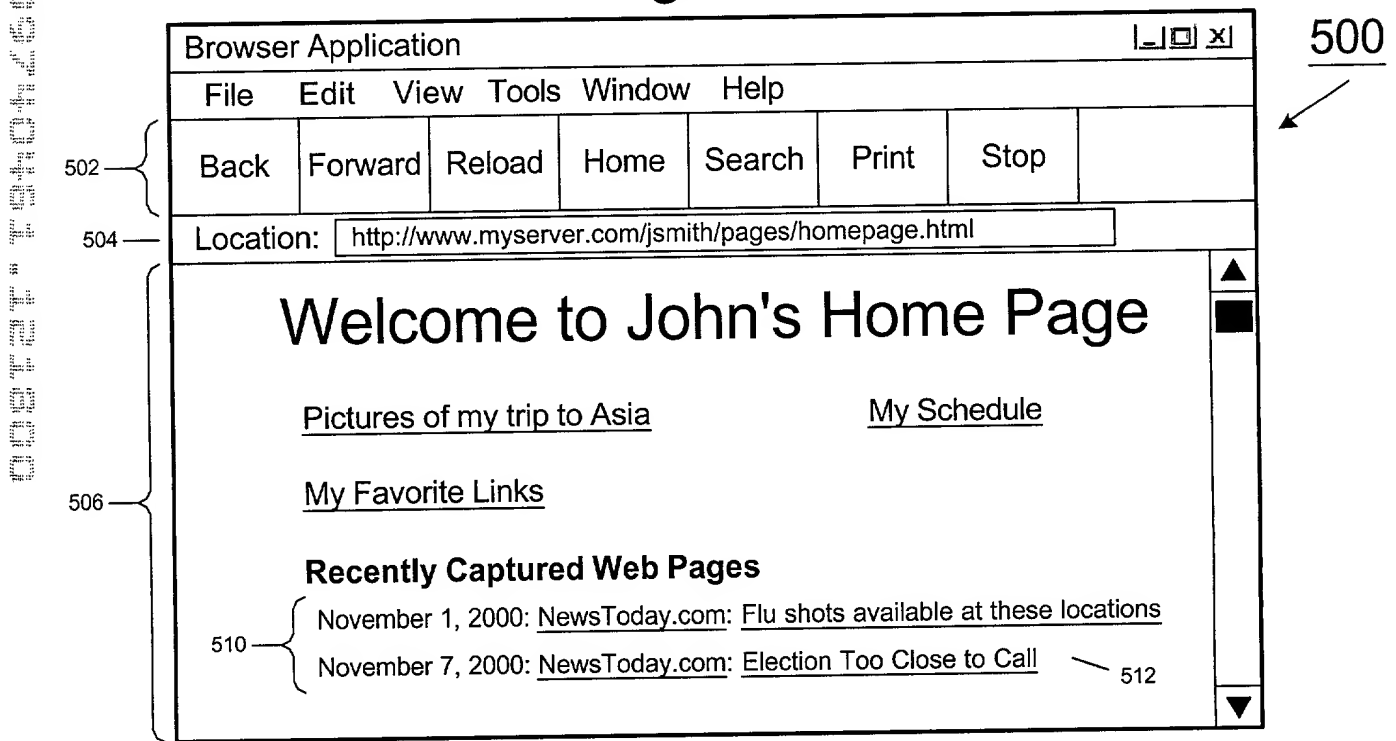 Browser Application
500
File Edit View Tools Window Help
502
Back Forward Reload Home Search Print Stop
504
Location: http://www.myserver.com/jsmith/pages/homepage.html
Welcome to John's Home Page
Pictures of my trip to Asia My Schedule
506
My Favorite Links
Recently Captured Web Pages
November 1, 2000: NewsToday.com: Flu shots available at these locations
510
November 7, 2000: NewsToday.com: Election Too Close to Call
512